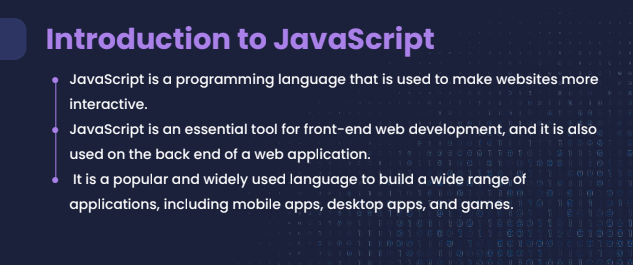 Introduction to JavaScript
JavaScript is a programming language that is used to make websites more
interactive.
JavaScript is an essential tool for front-end web development, and it is also
used on the back end of a web application.
It is a popular and widely used language to build a wide range of
applications, including mobile apps, desktop apps, and games.